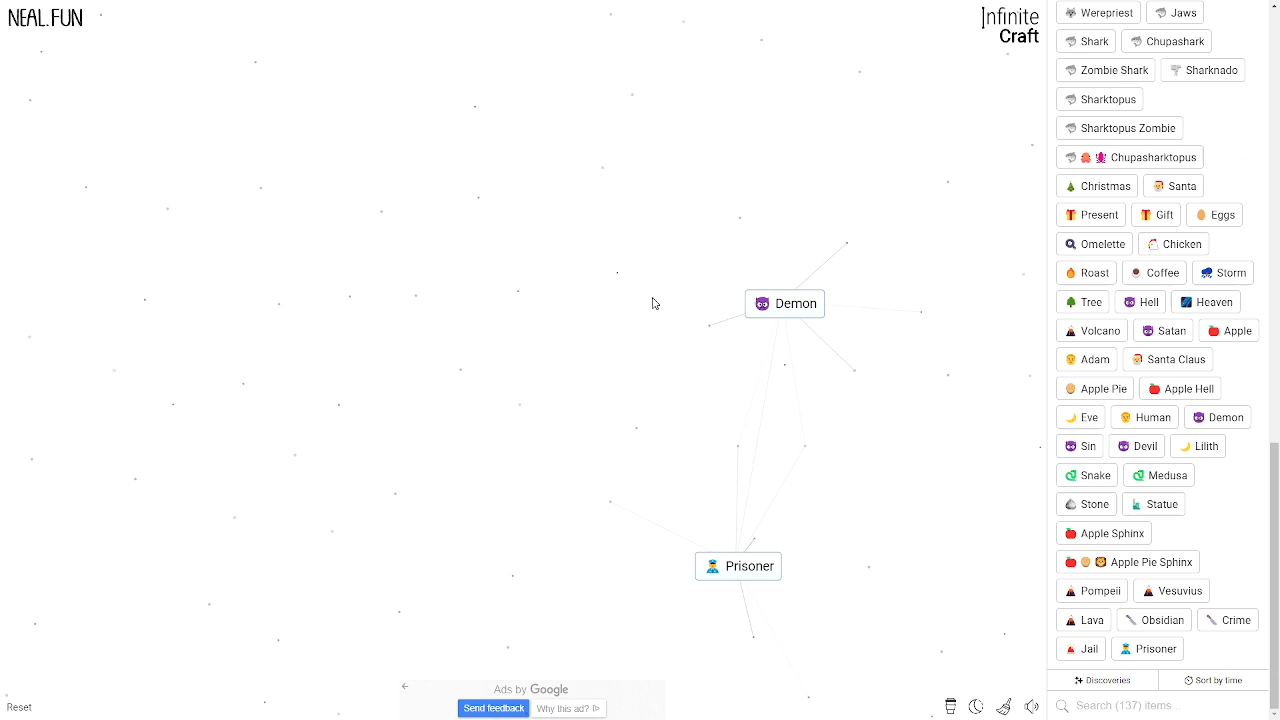 NEAL.FUN
Infinite
Craft
Demon
Prisoner
Werepriest
Jaws
Shark
Chupashark
Zombie Shark
Sharknado
Sharktopus
Sharktopus Zombie
Chupasharktopus
Christmas
Santa
Present
Gift
Eggs
Omelette
Chicken
Roast
Coffee
Storm
Tree
Hell
Heaven
Volcano
Satan
Apple
Adam
Santa Claus
Apple Pie
Apple Hell
Eve
Human
Demon
Sin
Devil
Lilith
Snake
Medusa
Stone
Statue
Apple Sphinx
Apple Pie Sphinx
Pompeii
Vesuvius
Lava
Obsidian
Crime
Jail
Prisoner
Discoveries
Sort by time
Search (137) items...
Reset
Ads by Google
Send feedback
Why this ad?